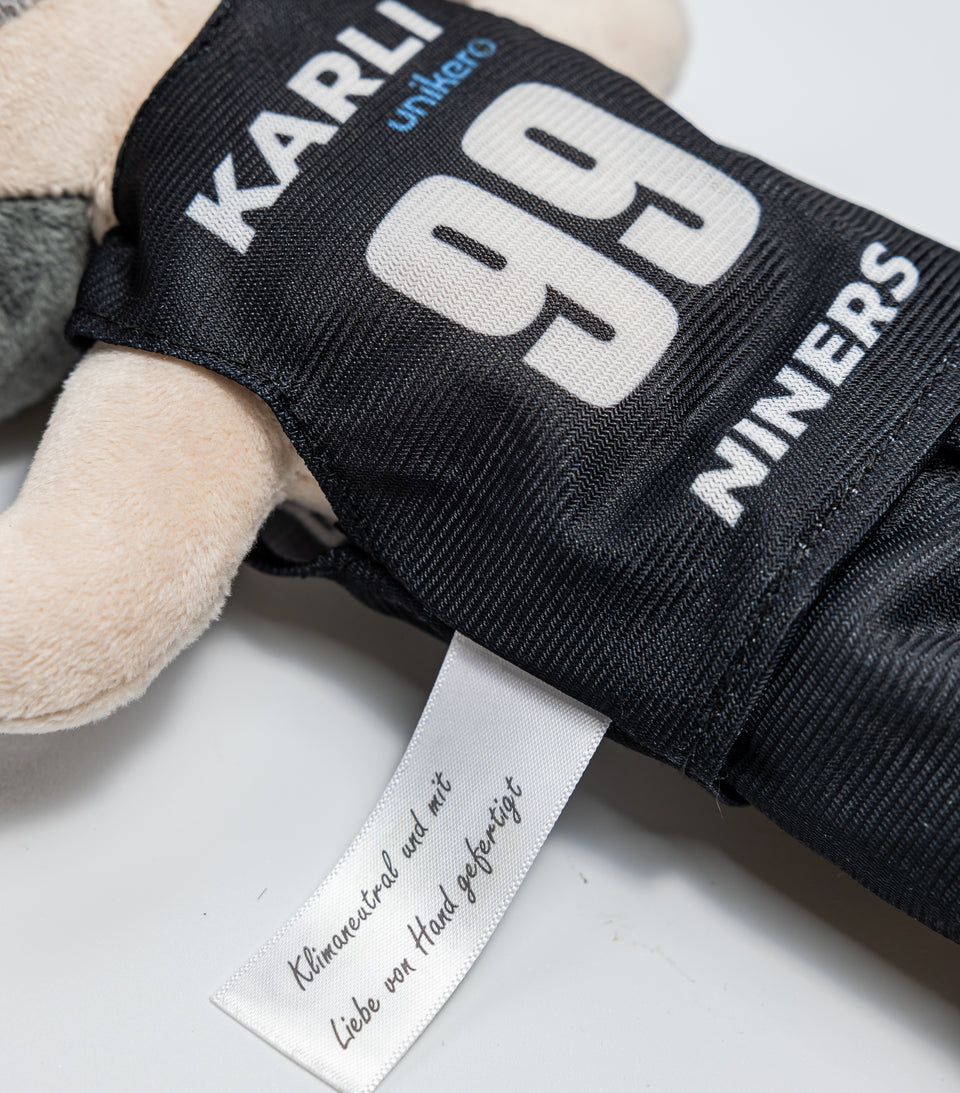 KARLI
unikero
99
NINERS
Klimaneutral und mit
Liebe von Hand gefertigt